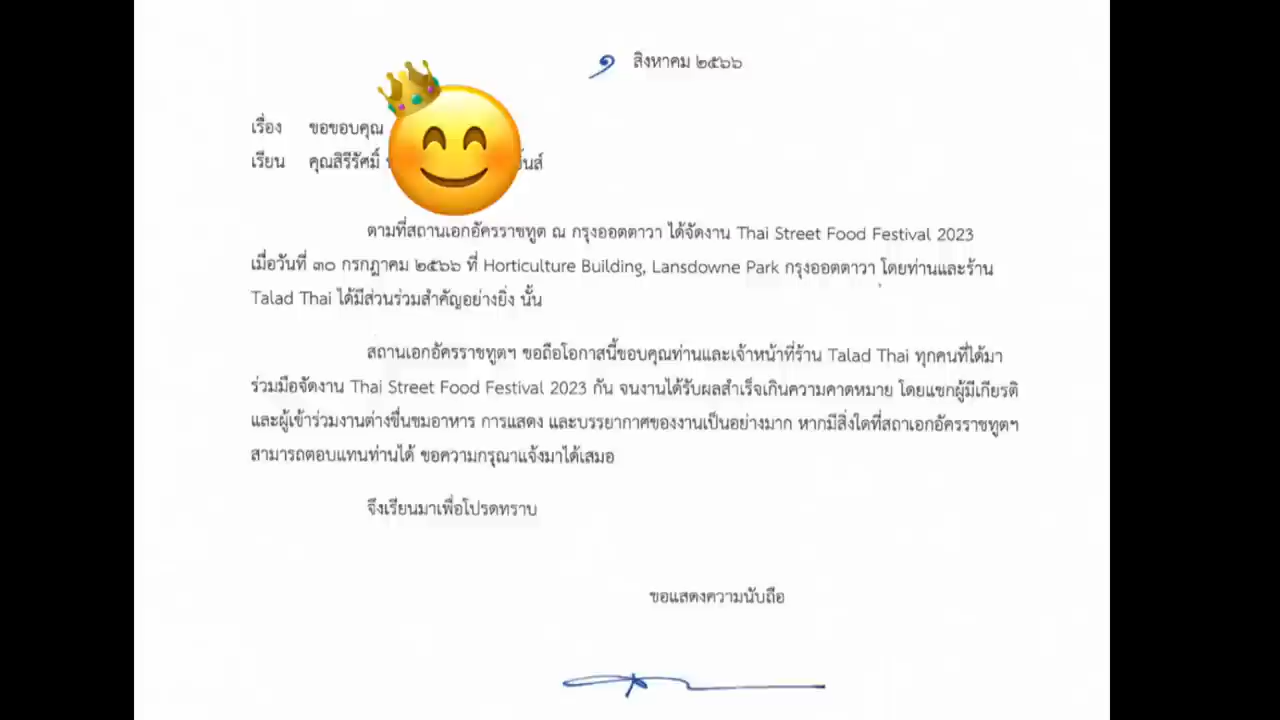 ๑ สิงหาคม ๒๕๖๖
เรื่อง ขอขอบคุณ
เรียน คุณสิรีรัศมิ์
ตามที่สถานเอกอัครราชทูต ณ กรุงออตตาวา ได้จัดงาน Thai Street Food Festival 2023
เมื่อวันที่ ๓๐ กรกฎาคม ๒๕๖๖ ที่ Horticulture Building, Lansdowne Park กรุงออตตาวา โดยท่านและร้าน
Talad Thai ได้มีส่วนร่วมสำคัญอย่างยิ่ง นั้น
สถานเอกอัครราชทูตฯ ขอถือโอกาสนี้ขอบคุณท่านและเจ้าหน้าที่ร้าน Talad Thai ทุกคนที่ได้มา
ร่วมมือจัดงาน Thai Street Food Festival 2023 กัน จนงานได้รับผลสำเร็จเกินความคาดหมาย โดยแขกผู้มีเกียรติ
และผู้เข้าร่วมงานต่างชื่นชมอาหาร การแสดง และบรรยากาศของงานเป็นอย่างมาก หากมีสิ่งใดที่สถาเอกอัครราชทูตฯ
สามารถตอบแทนท่านได้ ขอความกรุณาแจ้งมาได้เสมอ
จึงเรียนมาเพื่อโปรดทราบ
ขอแสดงความนับถือ